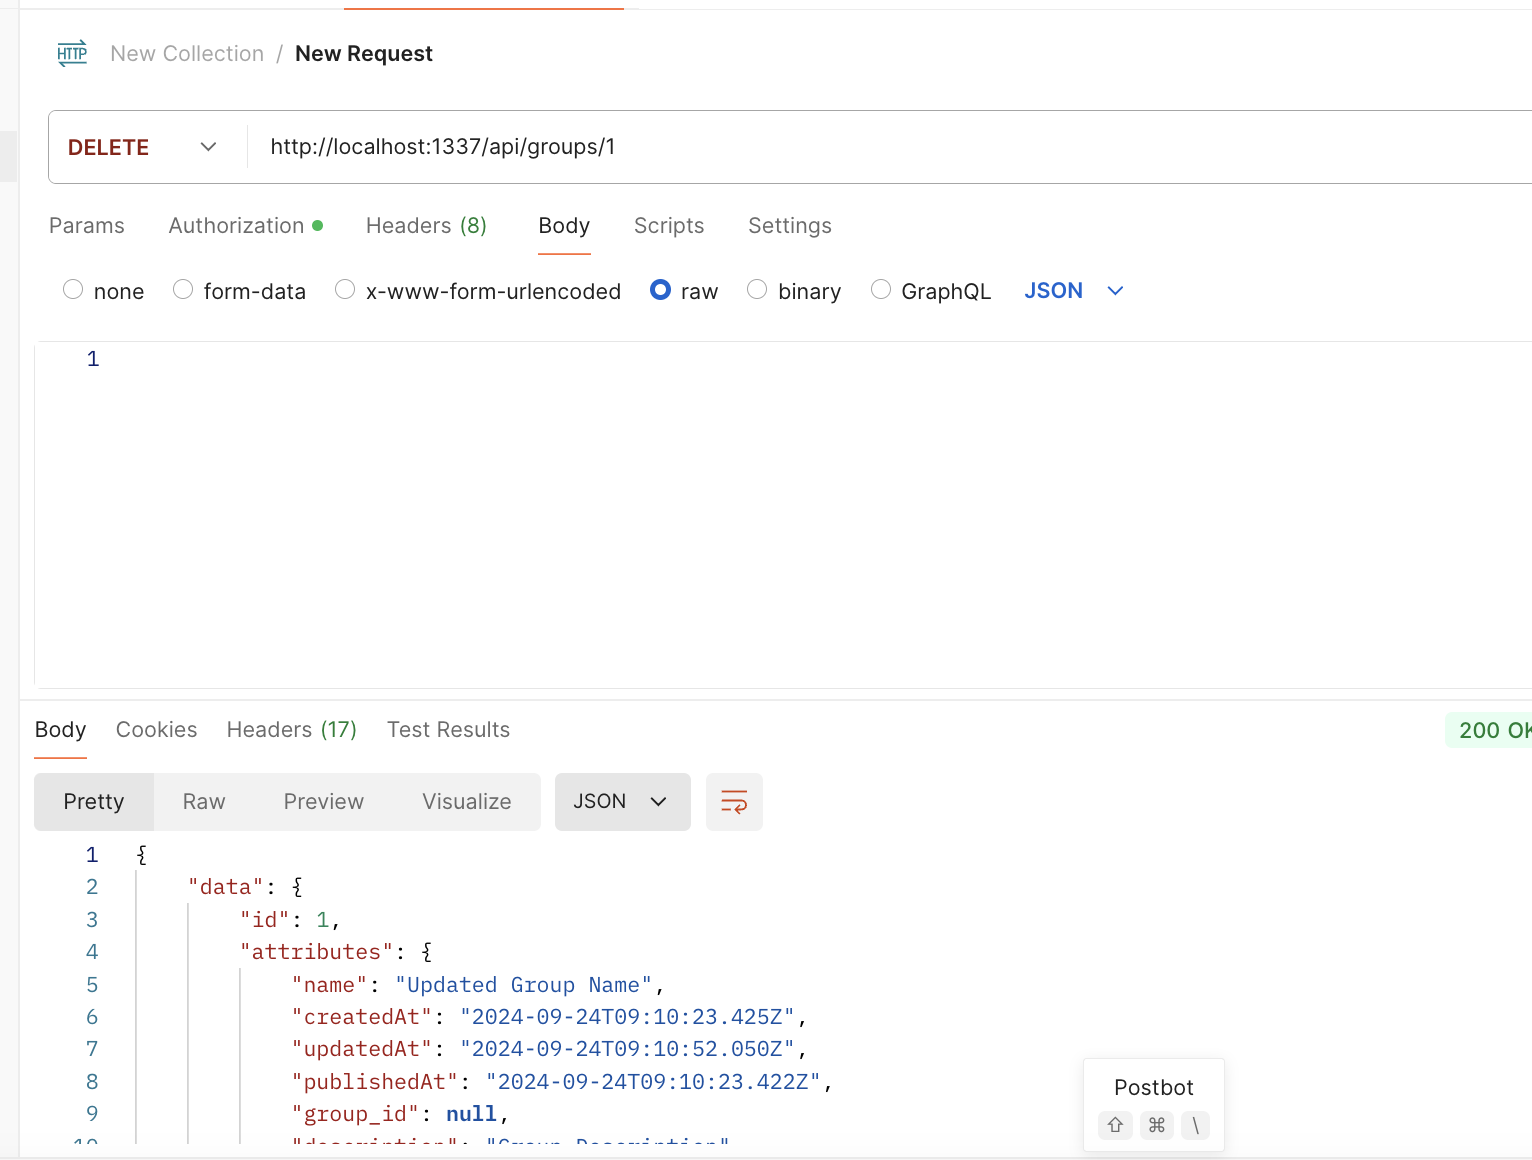 HTTP New Collection / New Request
DELETE http://localhost:1337/api/groups/1
Params Authorization Headers (8) Body Scripts Settings
none form-data x-www-form-urlencoded raw binary GraphQL JSON
1
Body Cookies Headers (17) Test Results 200 OK
Pretty Raw Preview Visualize JSON
1 {
2 "data": {
3 "id": 1,
4 "attributes": {
5 "name": "Updated Group Name",
6 "createdAt": "2024-09-24T09:10:23.425Z",
7 "updatedAt": "2024-09-24T09:10:52.050Z",
8 "publishedAt": "2024-09-24T09:10:23.422Z",
9 "group_id": null,
10 "description": "Group Description"
Postbot
⇧ ⌘ \